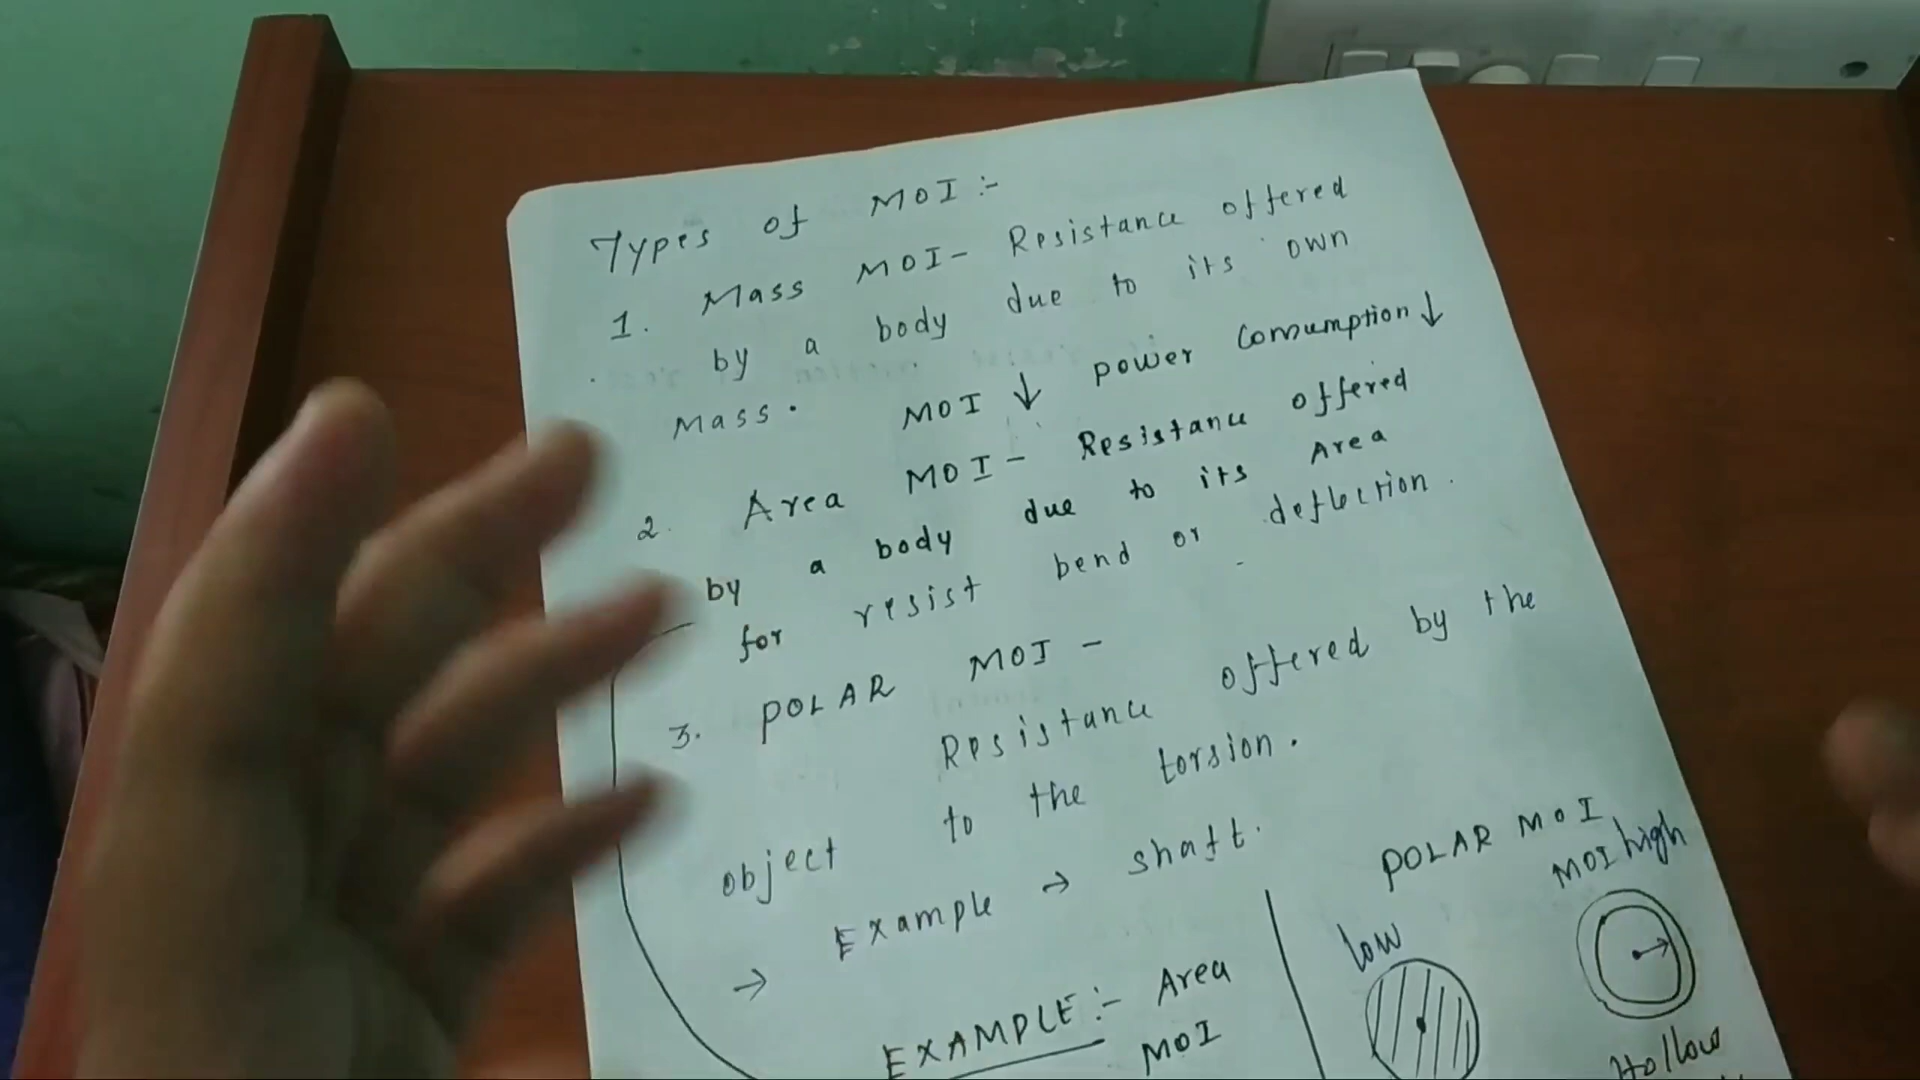 Types of MOI :-
1. Mass MOI - Resistance offered
by a body due to its own
Mass. MOI ↓ power consumption ↓
2. Area MOI - Resistance offered
by a body due to its Area
for resist bend or deflection.
3. POLAR MOI -
Resistance offered by the
object to the torsion.
→ Example → shaft.
EXAMPLE :- Area
MOI
POLAR MOI
MOI high
low
Hollow